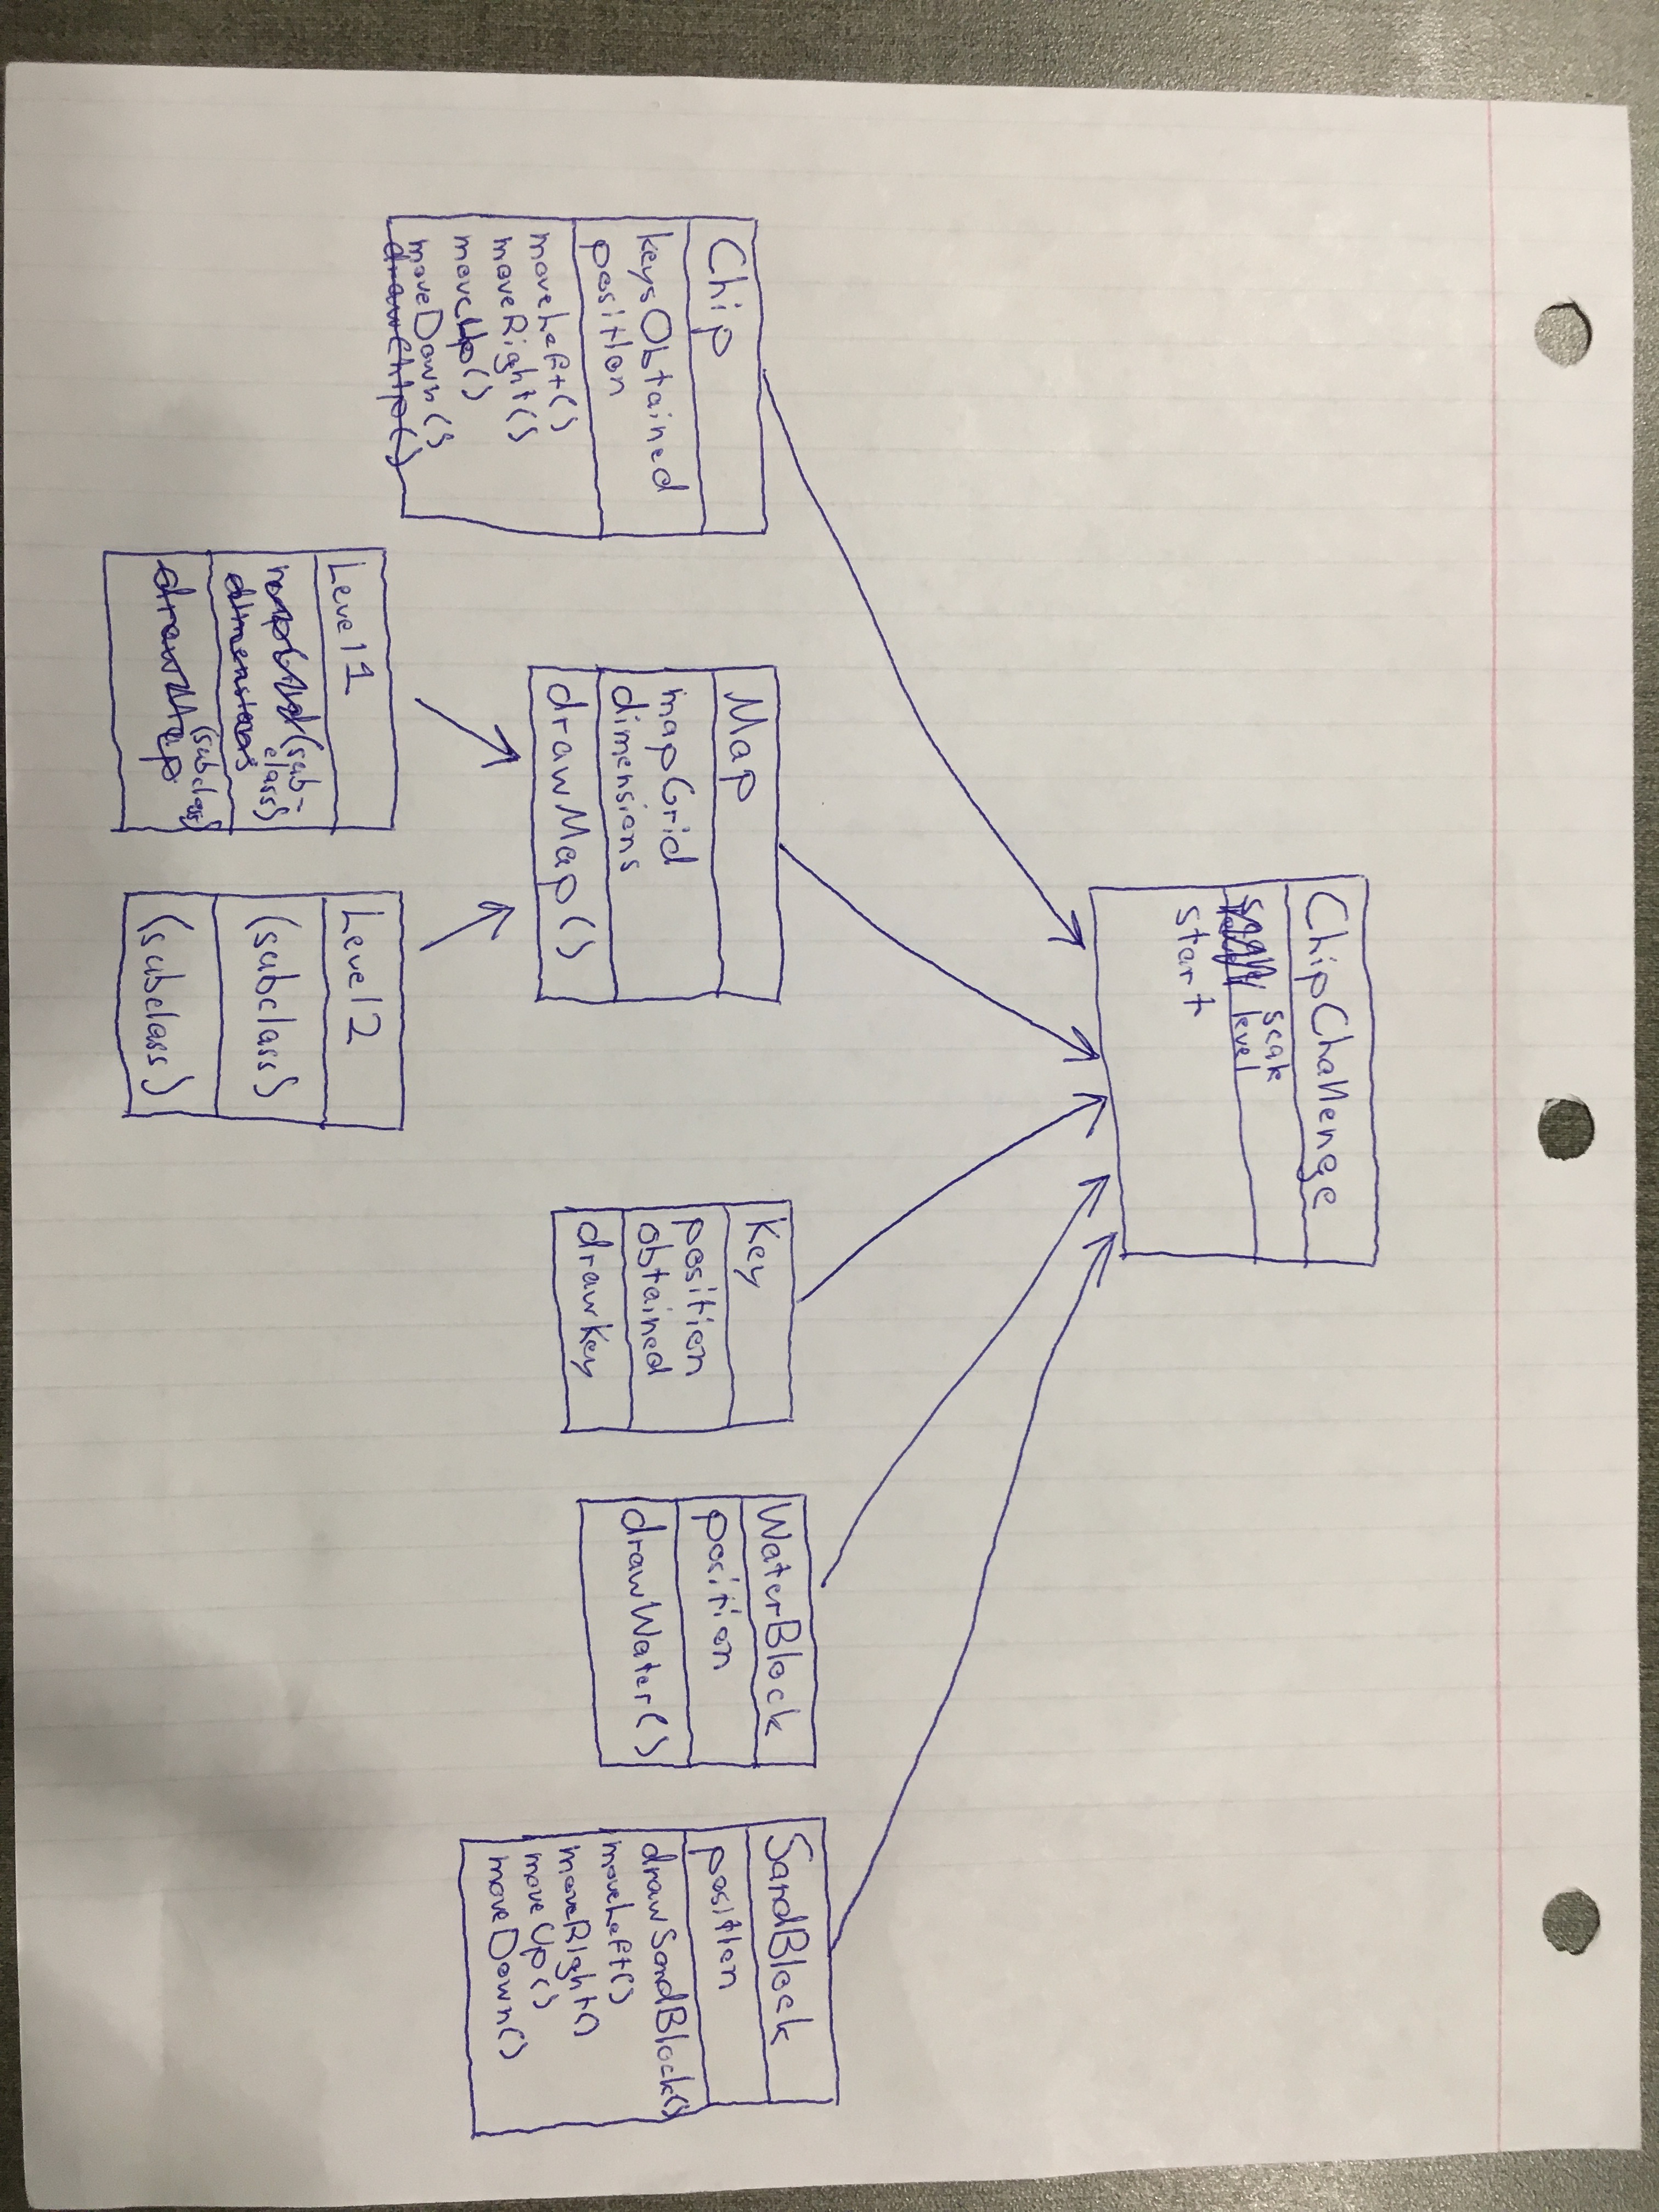 ChipChallenge
scale
level
start
Chip
keysObtained
position
moveLeft()
moveRight()
moveUp()
moveDown()
drawChip()
Map
mapGrid
dimensions
drawMap()
Key
position
obtained
drawKey
WaterBlock
position
drawWater()
SandBlock
position
drawSandBlock()
moveLeft()
moveRight()
moveUp()
moveDown()
Level1
mapGrid (sub-
class)
dimensions
(subclass)
drawMap
Level2
(subclass)
(subclass)